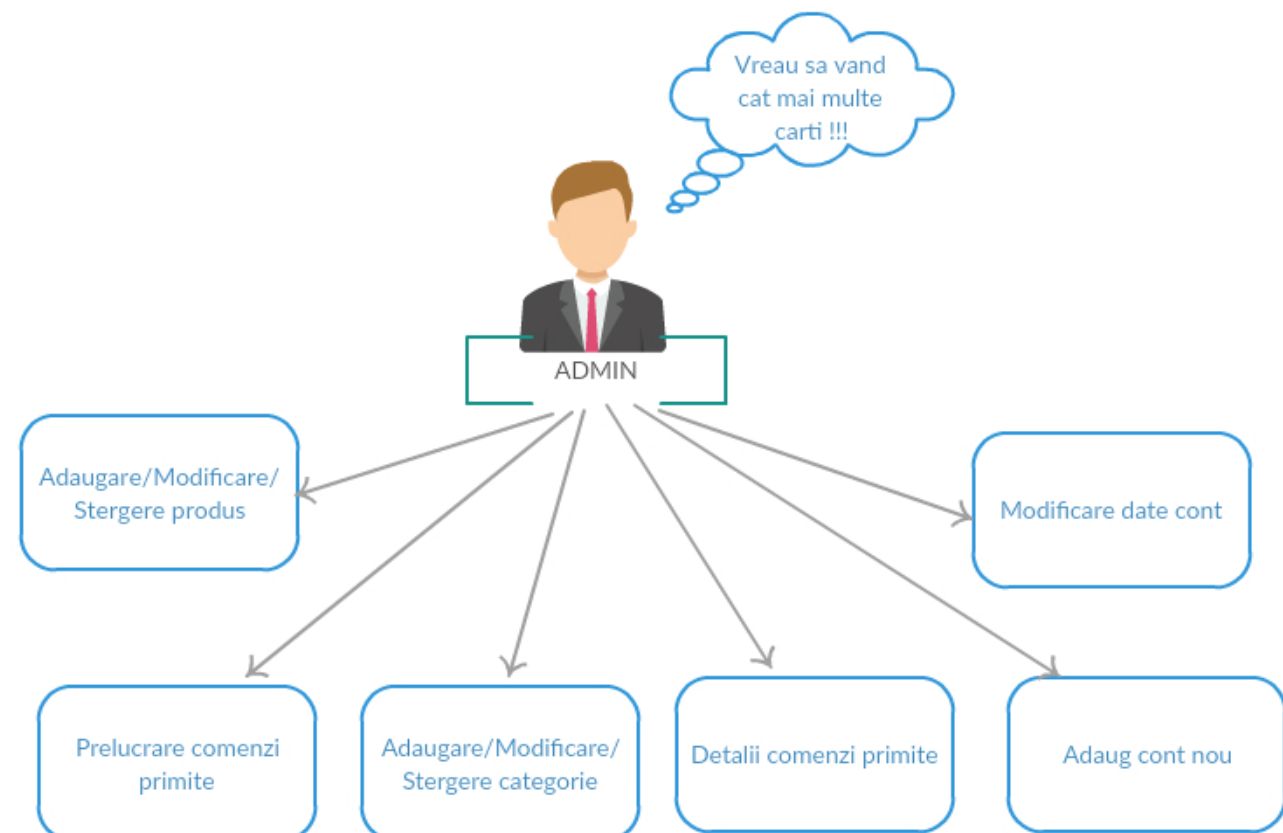 Vreau sa vand
cat mai multe
carti !!!
ADMIN
Adaugare/Modificare/
Stergere produs
Modificare date cont
Prelucrare comenzi
primite
Adaugare/Modificare/
Stergere categorie
Detalii comenzi primite
Adaug cont nou